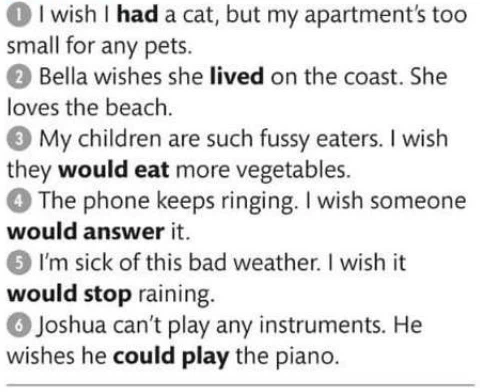 1 I wish I had a cat, but my apartment's too
small for any pets.
2 Bella wishes she lived on the coast. She
loves the beach.
3 My children are such fussy eaters. I wish
they would eat more vegetables.
4 The phone keeps ringing. I wish someone
would answer it.
5 I'm sick of this bad weather. I wish it
would stop raining.
6 Joshua can't play any instruments. He
wishes he could play the piano.